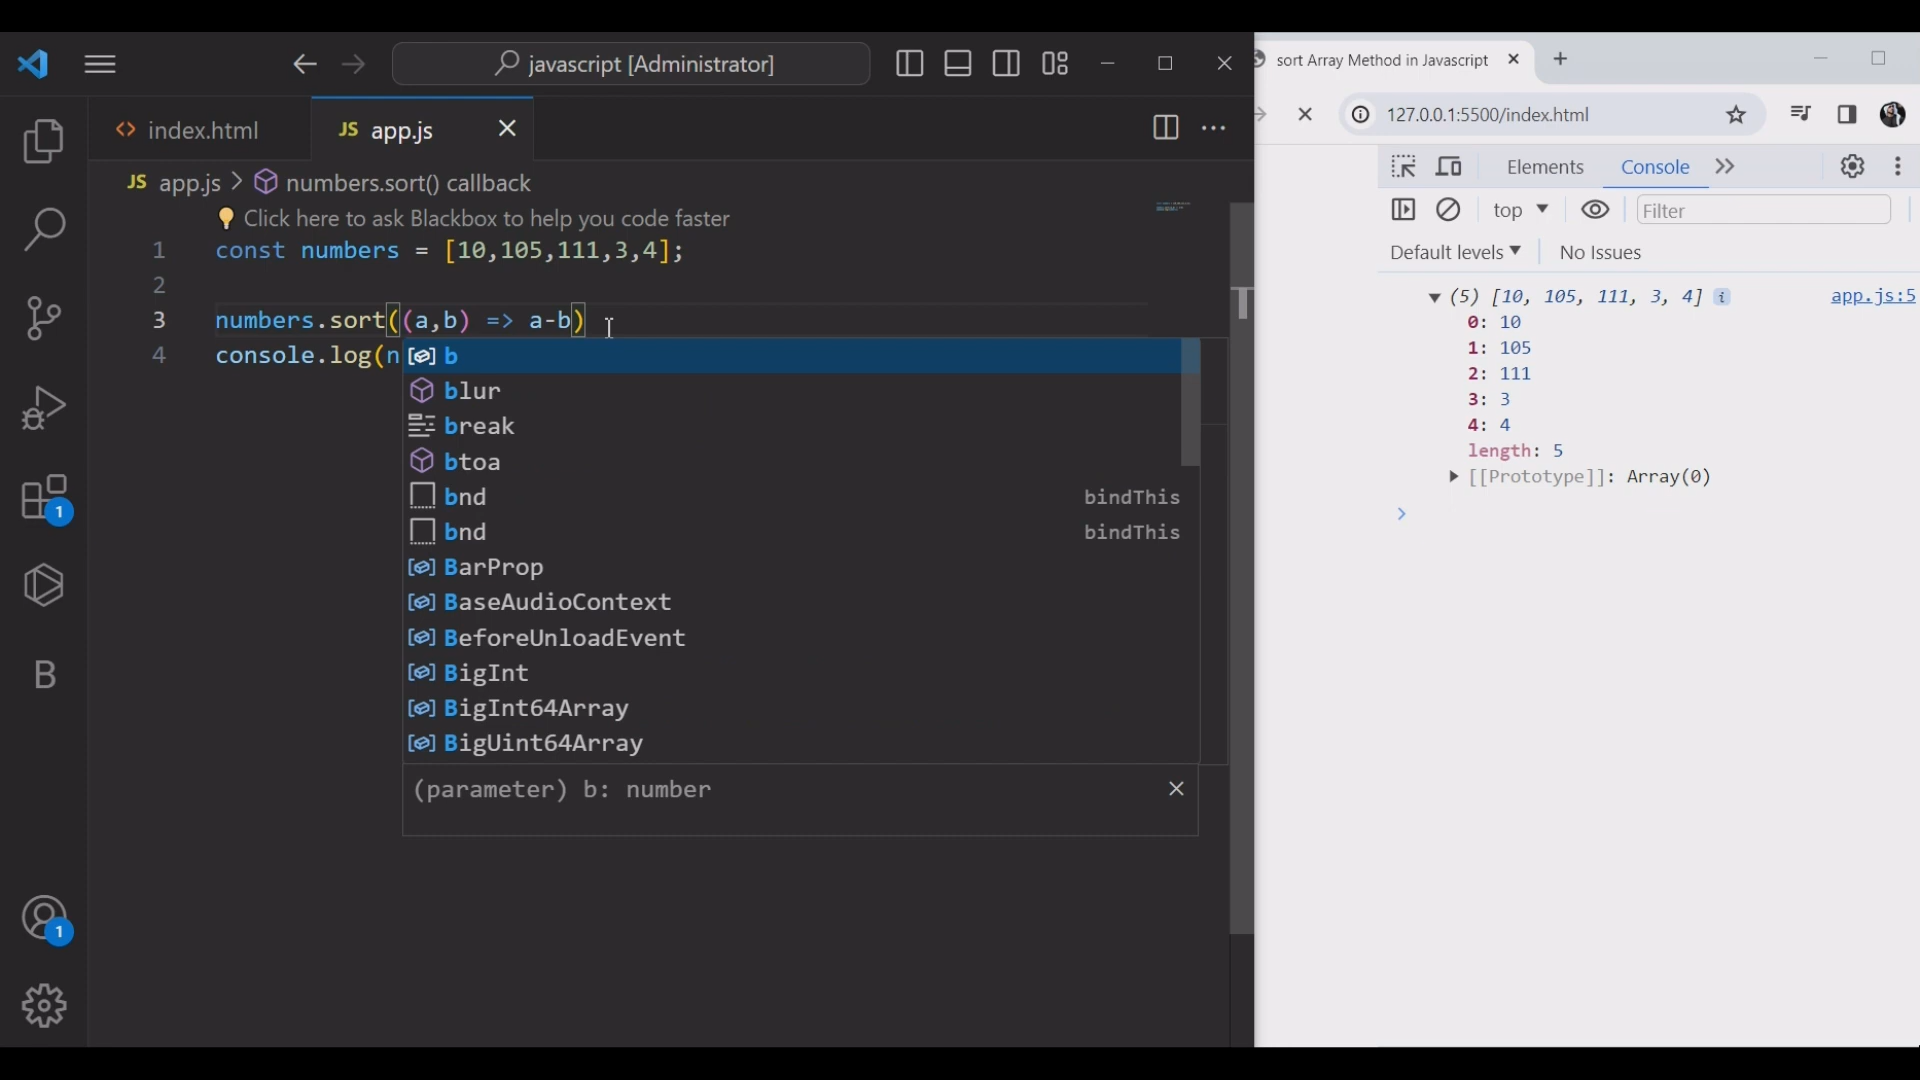 javascript [Administrator]
index.html
JS app.js
JS app.js > numbers.sort() callback
Click here to ask Blackbox to help you code faster
1 const numbers = [10,105,111,3,4];
2
3 numbers.sort((a,b) => a-b)
4 console.log(n
b
blur
break
btoa
bnd bindThis
bnd bindThis
BarProp
BaseAudioContext
BeforeUnloadEvent
BigInt
BigInt64Array
BigUint64Array
(parameter) b: number
B
1
1
sort Array Method in Javascript
127.0.0.1:5500/index.html
Elements Console
top Filter
Default levels No Issues
(5) [10, 105, 111, 3, 4] i app.js:5
0: 10
1: 105
2: 111
3: 3
4: 4
length: 5
[[Prototype]]: Array(0)